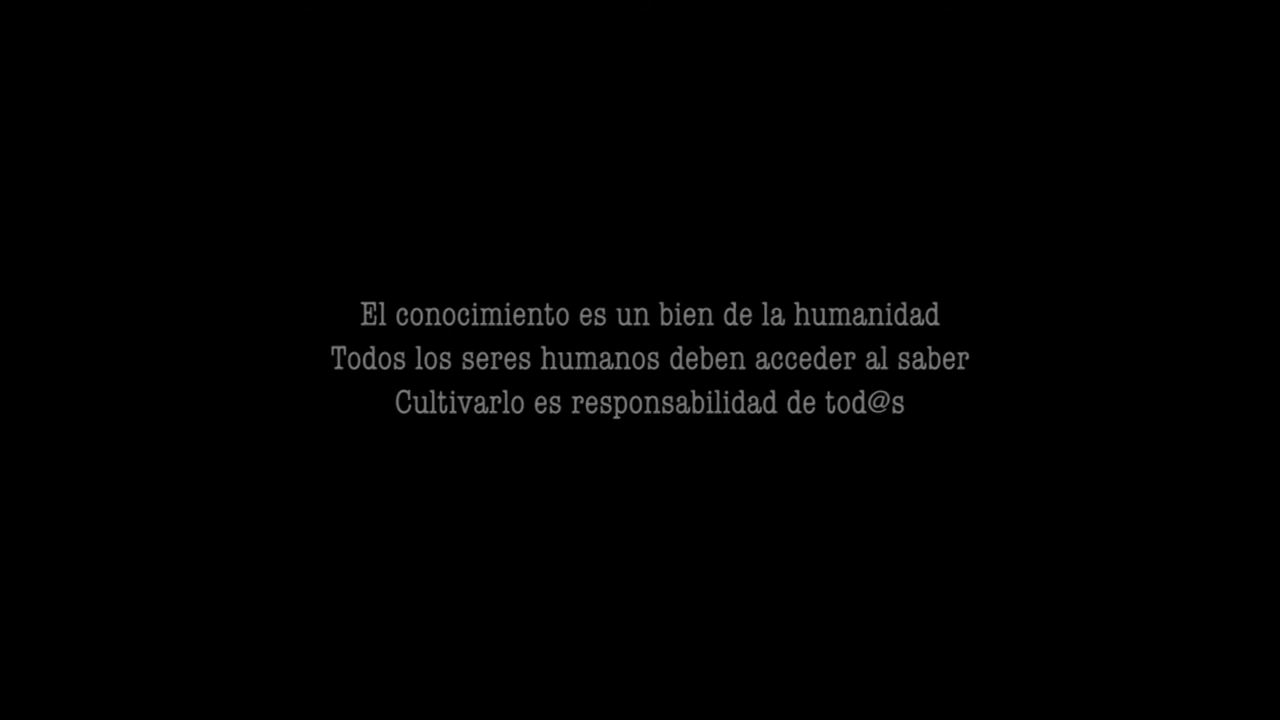 El conocimiento es un bien de la humanidad
Todos los seres humanos deben acceder al saber
Cultivarlo es responsabilidad de tod@s